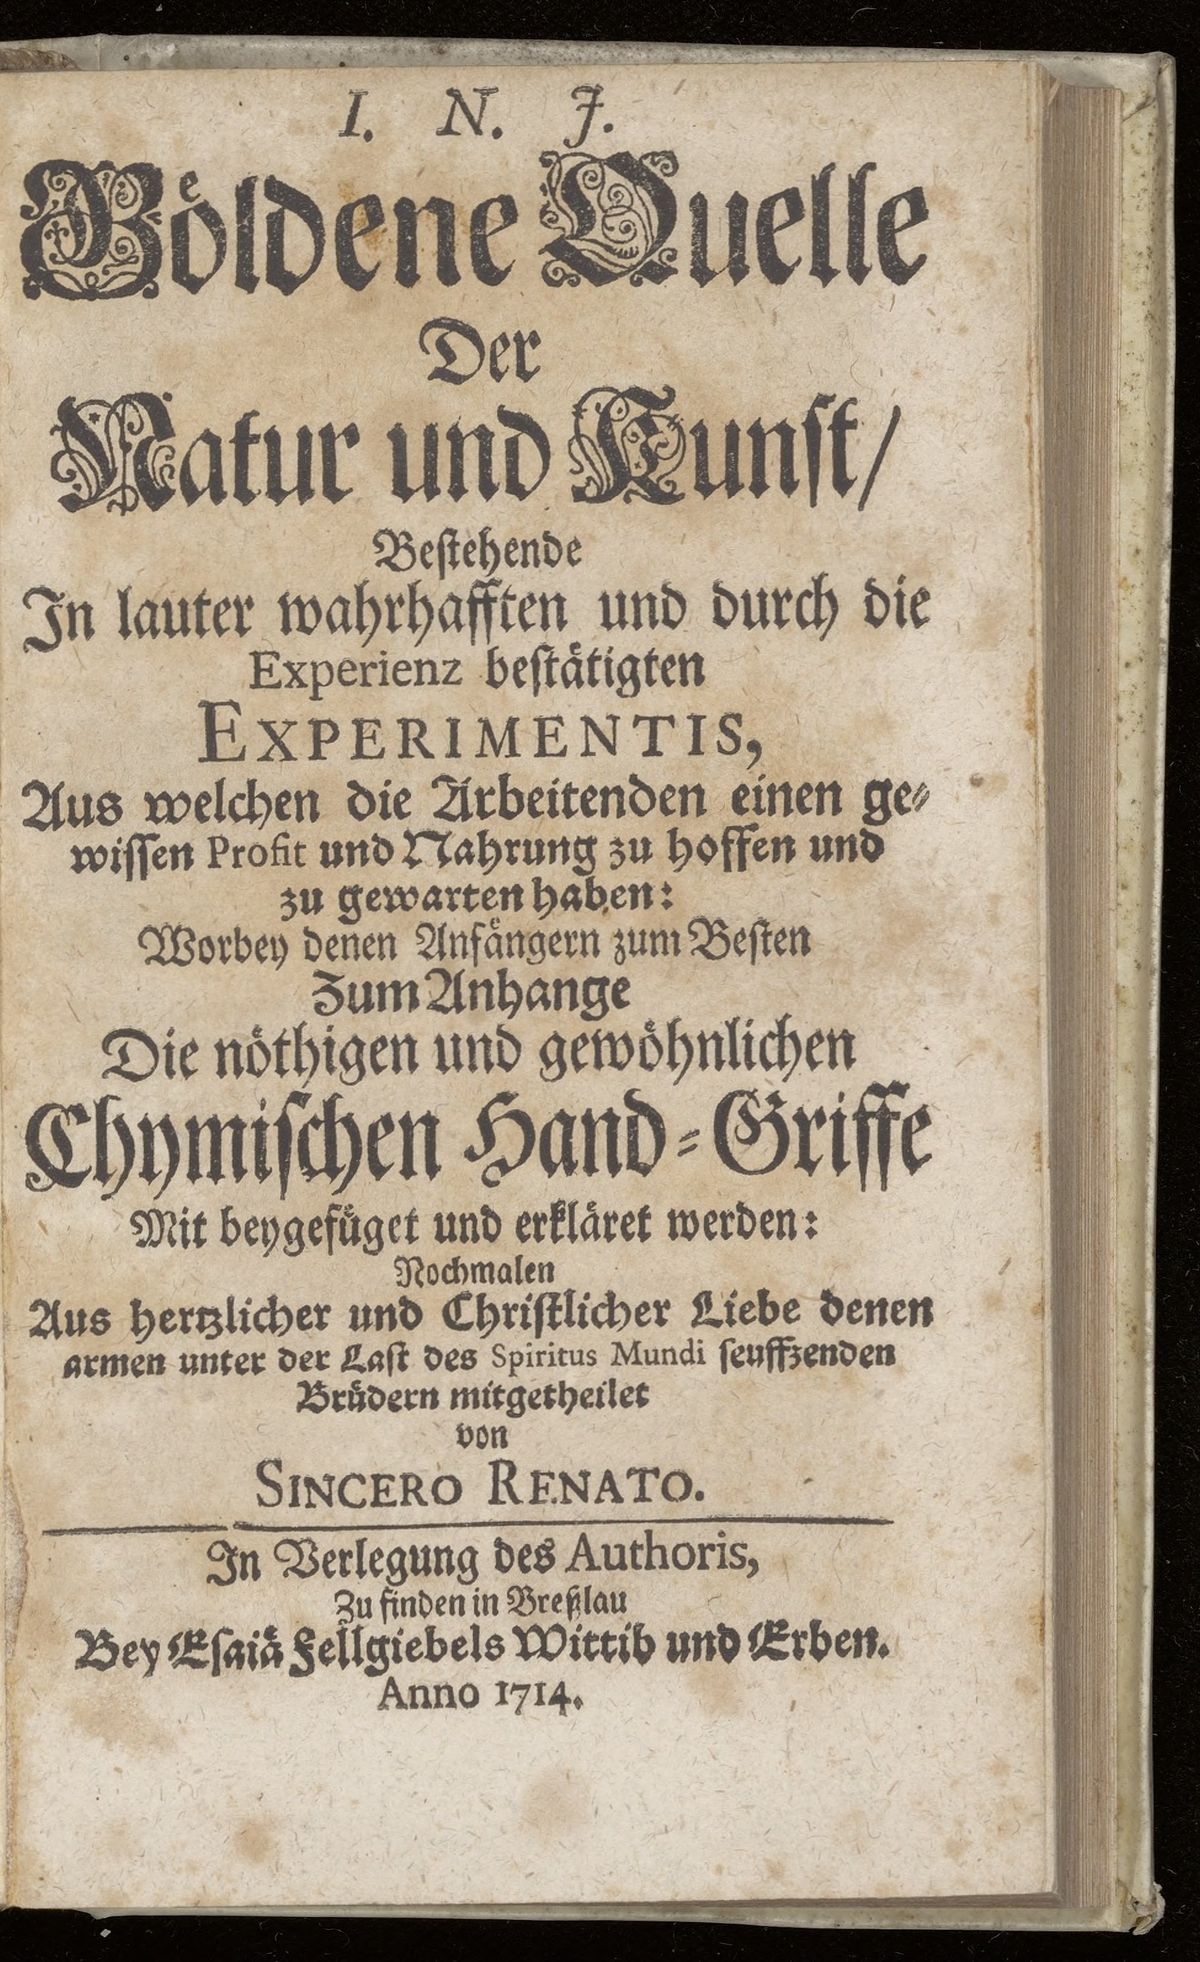 I. N. J.
Göldene Quelle
Der
Natur und Kunst/
Bestehende
In lauter wahrhafften und durch die
Experienz bestätigten
EXPERIMENTIS,
Aus welchen die Arbeitenden einen ge-
wissen Profit und Nahrung zu hoffen und
zu gewarten haben:
Worbey denen Anfängern zum Besten
Zum Anhange
Die nöthigen und gewöhnlichen
Chymischen Hand-Griffe
Mit beygefüget und erkläret werden:
Nochmalen
Aus hertzlicher und Christlicher Liebe denen
armen unter der Last des Spiritus Mundi seuffzenden
Brüdern mitgetheilet
von
SINCERO RENATO.
In Verlegung des Authoris,
Zu finden in Breßlau
Bey Esaiä Fellgiebels Wittib und Erben.
Anno 1714.